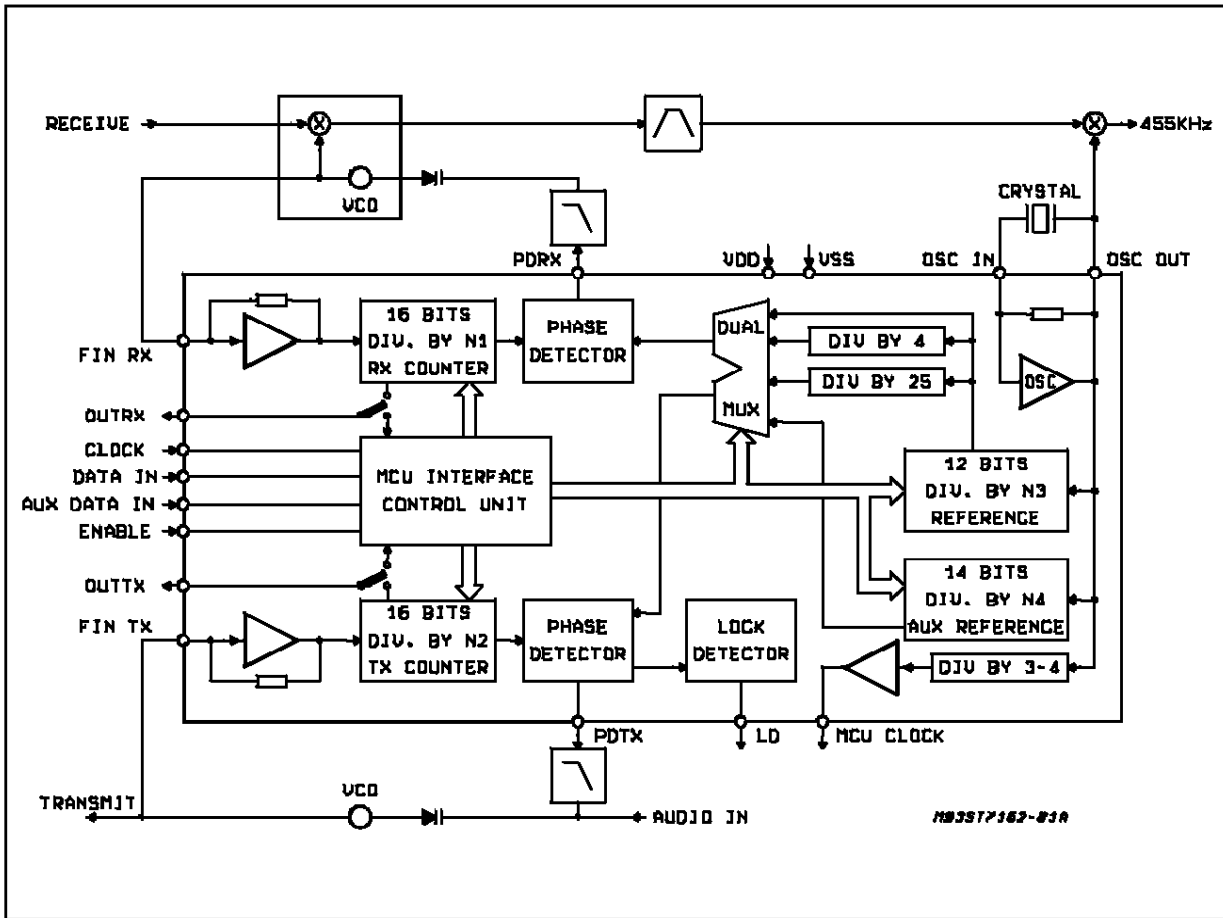 RECEIVE
455KHz
VCO
CRYSTAL
PDRX
VDD
VSS
OSC IN
OSC OUT
16 BITS
DIV. BY N1
RX COUNTER
PHASE
DETECTOR
DUAL
MUX
DIV BY 4
DIV BY 25
OSC
FIN RX
OUTRX
CLOCK
DATA IN
AUX DATA IN
ENABLE
OUTTX
FIN TX
MCU INTERFACE
CONTROL UNIT
12 BITS
DIV. BY N3
REFERENCE
14 BITS
DIV. BY N4
AUX REFERENCE
16 BITS
DIV. BY N2
TX COUNTER
PHASE
DETECTOR
LOCK
DETECTOR
DIV BY 3-4
PDTX
LD
MCU CLOCK
TRANSMIT
VCO
AUDIO IN
M93ST7162-01A